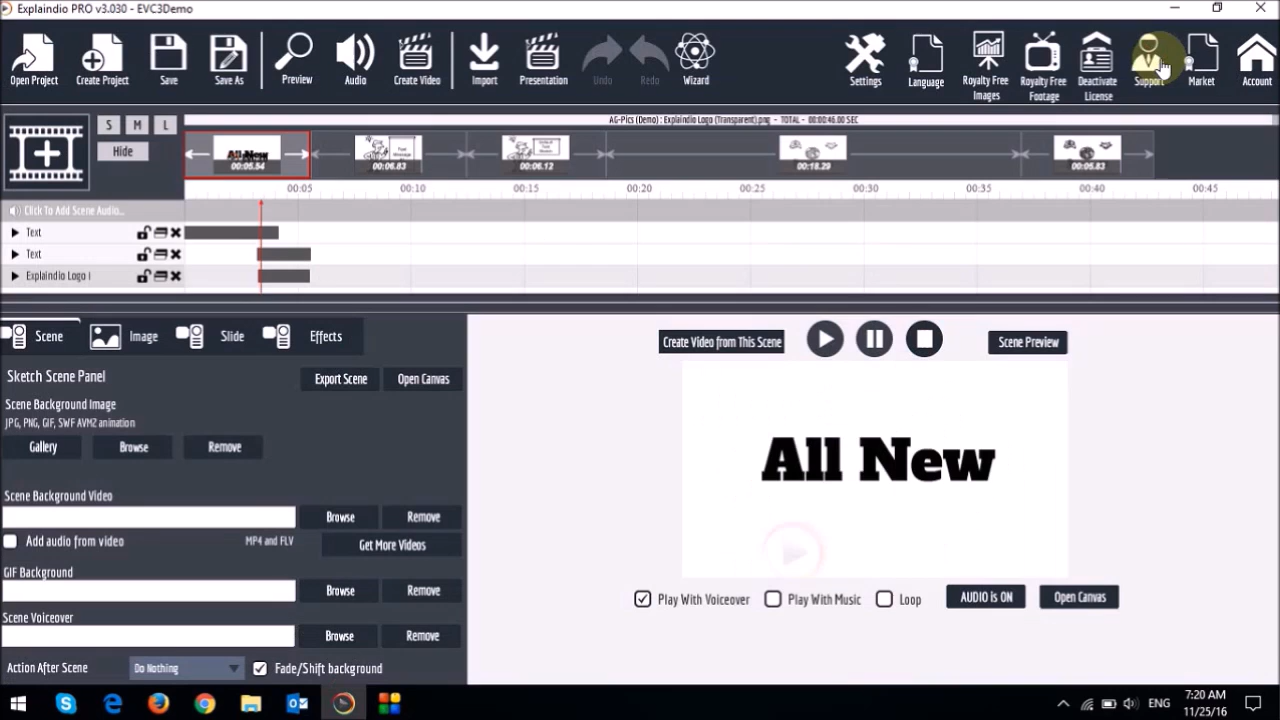 Explaindio PRO v3.030 - EVC3Demo
Open Project
Create Project
Save
Save As
Preview
Audio
Create Video
Import
Presentation
Undo
Redo
Wizard
Settings
Language
Royalty Free
Images
Royalty Free
Footage
Deactivate
License
Support
Market
Account
AG-Pics (Demo) : Explaindio Logo (Transparent).png - TOTAL - 00:00:46.00 SEC
S M L
Hide
All New
00:05.54
00:06.83
00:06.12
00:18.29
00:05 00:10 00:15 00:20 00:25 00:30 00:35 00:40 00:45
Click To Add Scene Audio...
Text
Text
Explaindio Logo (
Scene Image Slide Effects
Sketch Scene Panel
Export Scene Open Canvas
Scene Background Image
JPG, PNG, GIF, SWF AVM2 animation
Gallery Browse Remove
Scene Background Video
Browse Remove
Add audio from video MP4 and FLV Get More Videos
GIF Background
Browse Remove
Scene Voiceover
Browse Remove
Action After Scene Do Nothing Fade/Shift background
Create Video from This Scene Scene Preview
All New
Play With Voiceover Play With Music Loop AUDIO is ON Open Canvas
ENG
7:20 AM
11/25/16